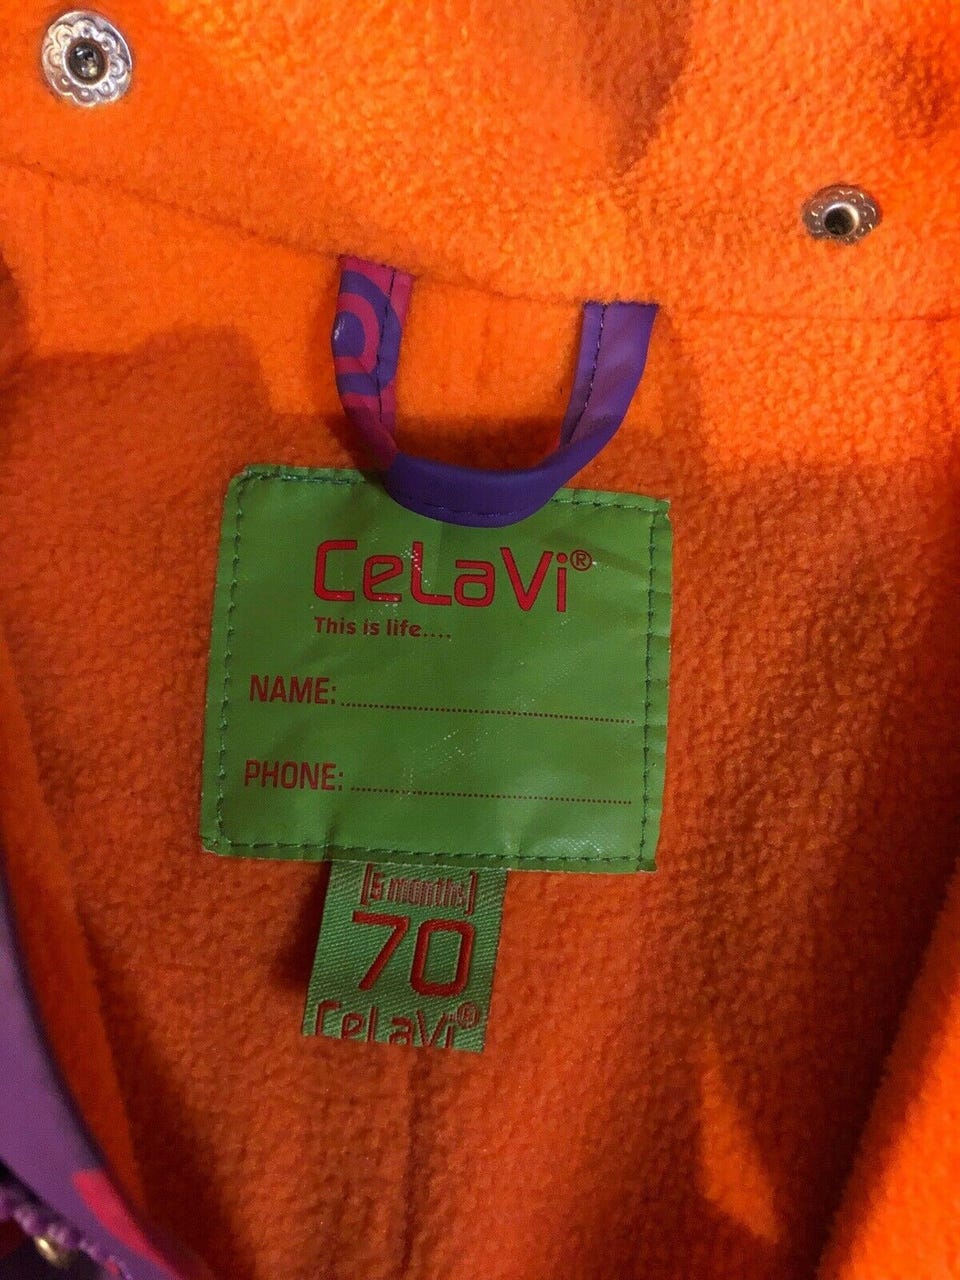 CeLaVi®
This is life....
NAME:
PHONE:
[6 months]
70
CeLaVi®